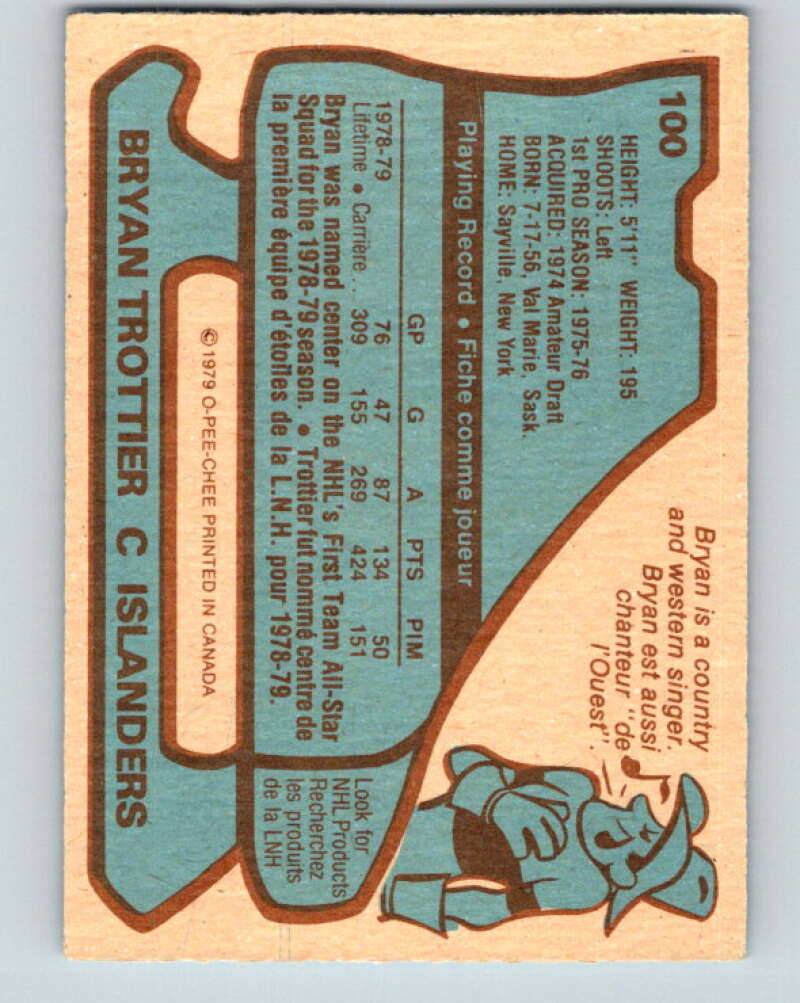 100
HEIGHT: 5'11" WEIGHT: 195
SHOOTS: Left
1st PRO SEASON: 1975-76
ACQUIRED: 1974 Amateur Draft
BORN: 7-17-56, Val Marie, Sask.
HOME: Sayville, New York
Bryan is a country
and western singer.
Bryan est aussi
chanteur "de
l'Ouest".
Playing Record • Fiche comme joueur
GP G A PTS PIM
1978-79 76 47 87 134 50
Lifetime • Carrière... 309 155 269 424 151
Bryan was named center on the NHL's First Team All-Star
Squad for the 1978-79 season. • Trottier fut nommé centre de
la première équipe d'étoiles de la L.N.H. pour 1978-79.
Look for
NHL Products
Recherchez
les produits
de la LNH
©1979 O-PEE-CHEE PRINTED IN CANADA
BRYAN TROTTIER C ISLANDERS